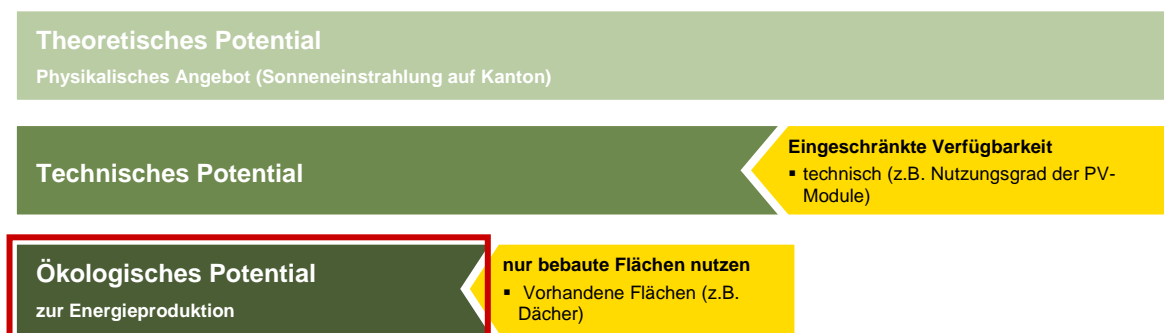 Theoretisches Potential
Physikalisches Angebot (Sonneneinstrahlung auf Kanton)
Technisches Potential
Eingeschränkte Verfügbarkeit
▪ technisch (z.B. Nutzungsgrad der PV-
Module)
Ökologisches Potential
zur Energieproduktion
nur bebaute Flächen nutzen
▪ Vorhandene Flächen (z.B.
Dächer)